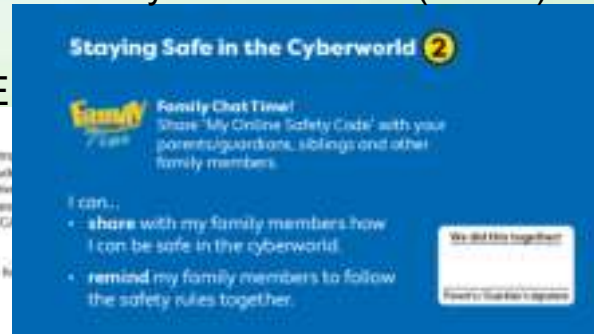 Staying Safe in the Cyberworld 2
Family Time
Family Chat Time!
Share 'My Online Safety Code' with your
parents/guardians, siblings and other
family members.
I can...
• share with my family members how
I can be safe in the cyberworld.
• remind my family members to follow
the safety rules together.
We did this together!
Parent's/Guardian's signature